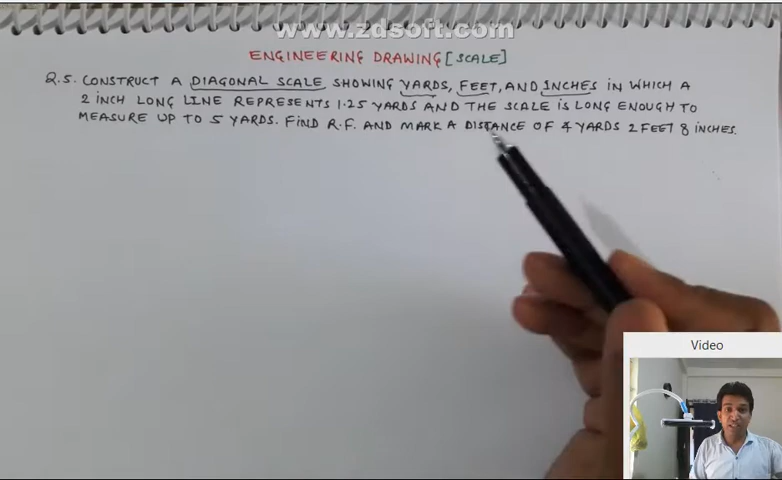 www.zdsoft.com
ENGINEERING DRAWING [SCALE]
Q.5. CONSTRUCT A DIAGONAL SCALE SHOWING YARDS, FEET, AND INCHES IN WHICH A
2 INCH LONG LINE REPRESENTS 1.25 YARDS AND THE SCALE IS LONG ENOUGH TO
MEASURE UP TO 5 YARDS. FIND R.F. AND MARK A DISTANCE OF 4 YARDS 2 FEET 8 INCHES.
Video